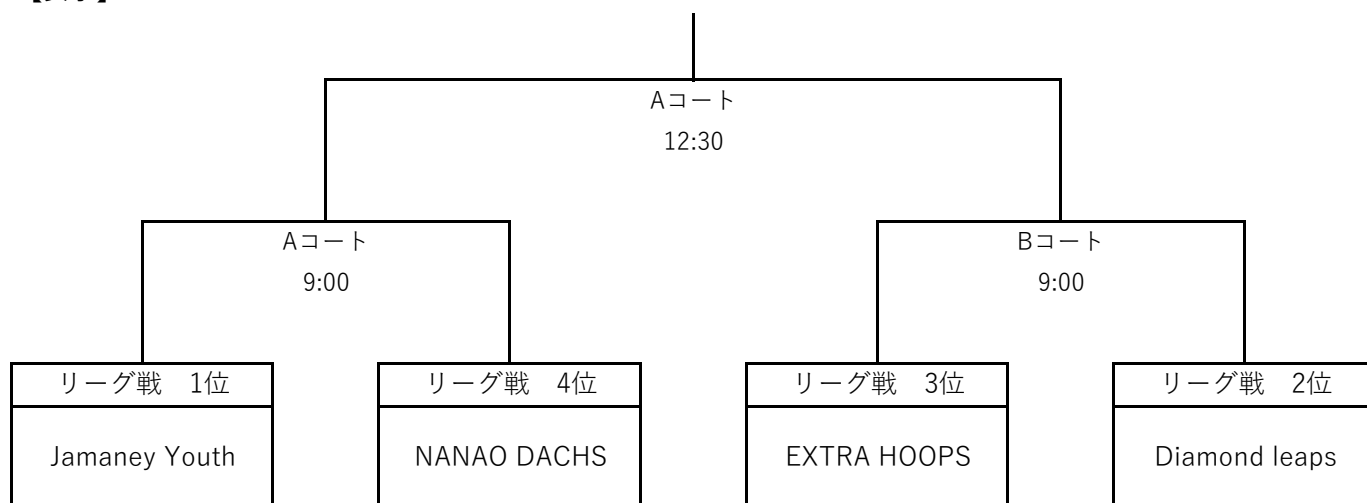 Aコート
12:30
Aコート
9:00
Bコート
9:00
リーグ戦　1位
リーグ戦　4位
リーグ戦　3位
リーグ戦　2位
Jamaney Youth
NANAO DACHS
EXTRA HOOPS
Diamond leaps